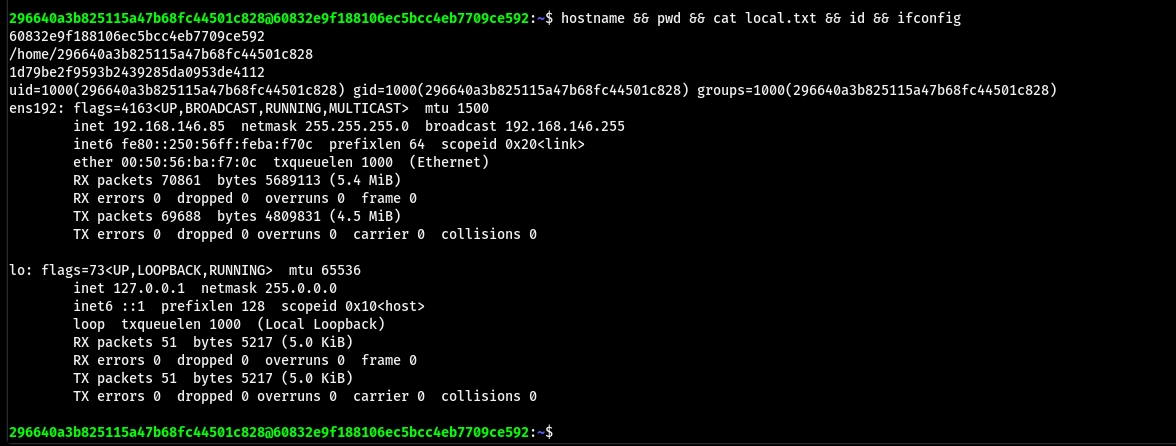 296640a3b825115a47b68fc44501c828@60832e9f188106ec5bcc4eb7709ce592:~$ hostname && pwd && cat local.txt && id && ifconfig
60832e9f188106ec5bcc4eb7709ce592
/home/296640a3b825115a47b68fc44501c828
1d79be2f9593b2439285da0953de4112
uid=1000(296640a3b825115a47b68fc44501c828) gid=1000(296640a3b825115a47b68fc44501c828) groups=1000(296640a3b825115a47b68fc44501c828)
ens192: flags=4163<UP,BROADCAST,RUNNING,MULTICAST>  mtu 1500
        inet 192.168.146.85  netmask 255.255.255.0  broadcast 192.168.146.255
        inet6 fe80::250:56ff:feba:f70c  prefixlen 64  scopeid 0x20<link>
        ether 00:50:56:ba:f7:0c  txqueuelen 1000  (Ethernet)
        RX packets 70861  bytes 5689113 (5.4 MiB)
        RX errors 0  dropped 0  overruns 0  frame 0
        TX packets 69688  bytes 4809831 (4.5 MiB)
        TX errors 0  dropped 0 overruns 0  carrier 0  collisions 0

lo: flags=73<UP,LOOPBACK,RUNNING>  mtu 65536
        inet 127.0.0.1  netmask 255.0.0.0
        inet6 ::1  prefixlen 128  scopeid 0x10<host>
        loop  txqueuelen 1000  (Local Loopback)
        RX packets 51  bytes 5217 (5.0 KiB)
        RX errors 0  dropped 0  overruns 0  frame 0
        TX packets 51  bytes 5217 (5.0 KiB)
        TX errors 0  dropped 0 overruns 0  carrier 0  collisions 0

296640a3b825115a47b68fc44501c828@60832e9f188106ec5bcc4eb7709ce592:~$